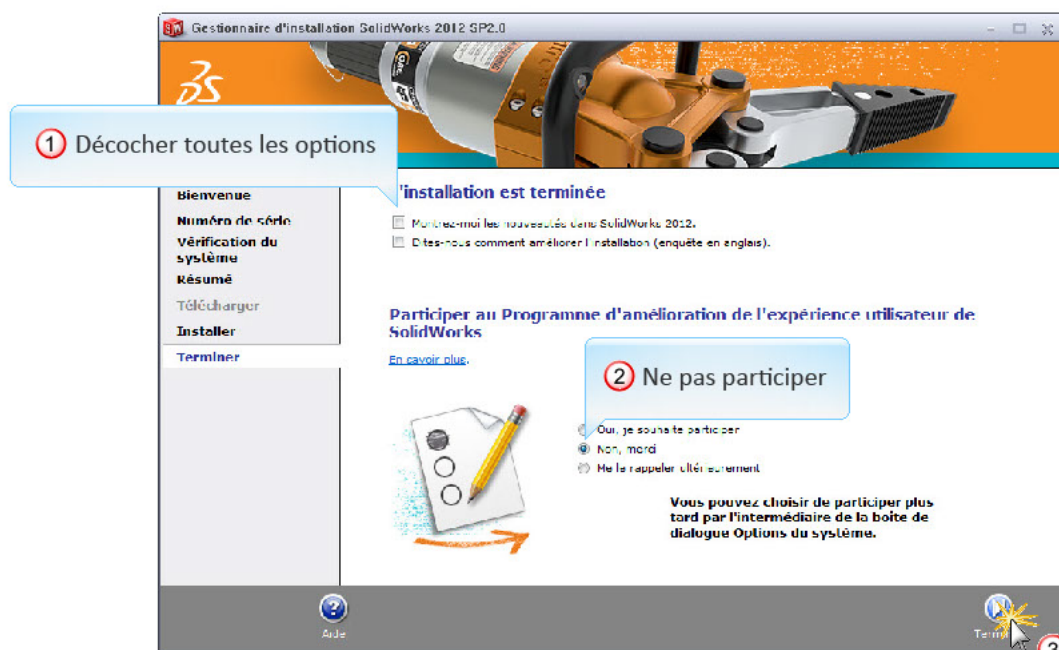 Gestionnaire d'installation SolidWorks 2012 SP2.0
1 Décocher toutes les options
Bienvenue
Numéro de série
Vérification du
système
Résumé
Télécharger
Installer
Terminer
'installation est terminée
Montrez-moi les nouveautés dans SolidWorks 2012.
Dites-nous comment améliorer l'installation (enquête en anglais).
Participer au Programme d'amélioration de l'expérience utilisateur de
SolidWorks
En savoir plus.
2 Ne pas participer
Oui, je souhaite participer
Non, merci
Me le rappeler ultérieurement
Vous pouvez choisir de participer plus
tard par l'intermédiaire de la boîte de
dialogue Options du système.
Aide